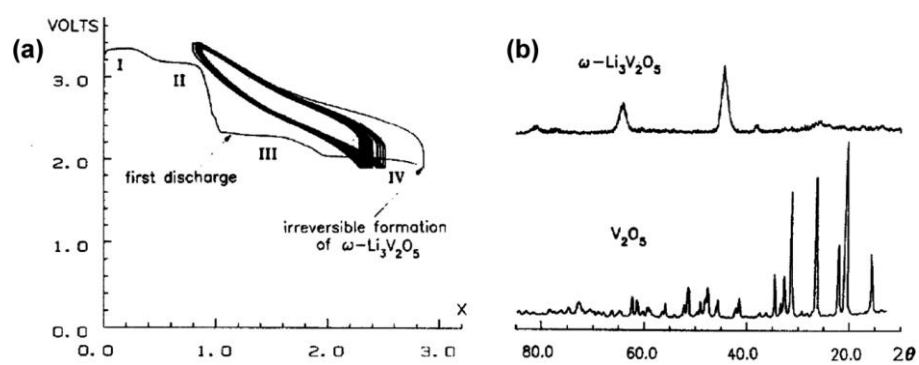 (a)
VOLTS
3.0
2.0
1.0
0.0
I
II
III
IV
first discharge
irreversible formation
of ω-Li₃V₂O₅
X
0.0 1.0 2.0 3.0
(b)
ω-Li₃V₂O₅
V₂O₅
80.0 60.0 40.0 20.0 2θ